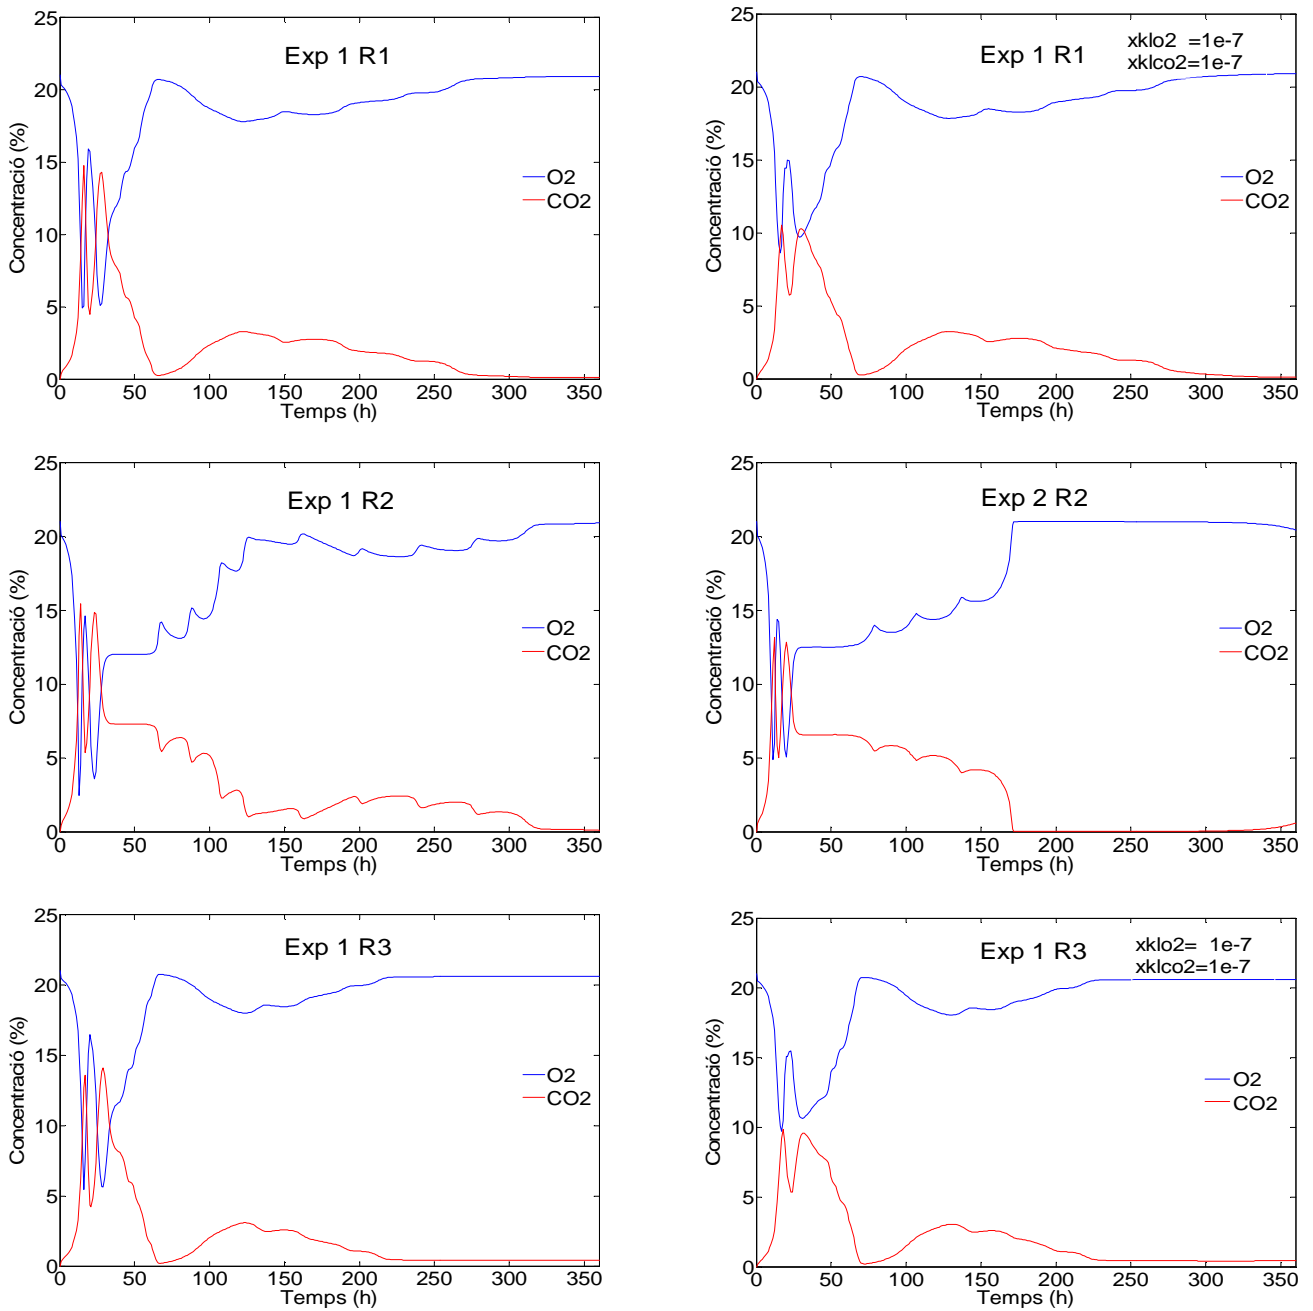 Exp 1 R1
Concentració (%)
25
20
15
10
5
0
O2
CO2
0 50 100 150 200 250 300 350
Temps (h)
Exp 1 R1
xklo2 =1e-7
xklco2=1e-7
Concentració (%)
25
20
15
10
5
0
O2
CO2
0 50 100 150 200 250 300 350
Temps (h)
Exp 1 R2
Concentració (%)
25
20
15
10
5
0
O2
CO2
0 50 100 150 200 250 300 350
Temps (h)
Exp 2 R2
Concentració (%)
25
20
15
10
5
0
O2
CO2
0 50 100 150 200 250 300 350
Temps (h)
Exp 1 R3
Concentració (%)
25
20
15
10
5
0
O2
CO2
0 50 100 150 200 250 300 350
Temps (h)
Exp 1 R3
xklo2= 1e-7
xklco2=1e-7
Concentració (%)
25
20
15
10
5
0
O2
CO2
0 50 100 150 200 250 300 350
Temps (h)